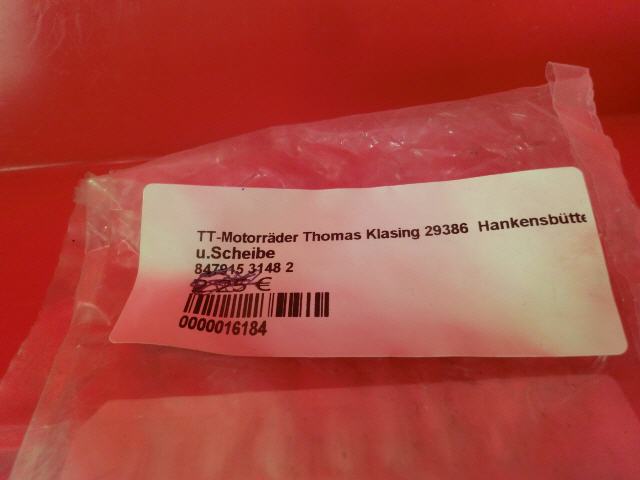 TT-Motorräder Thomas Klasing 29386 Hankensbütte
u.Scheibe
847915 3148 2
€
0000016184